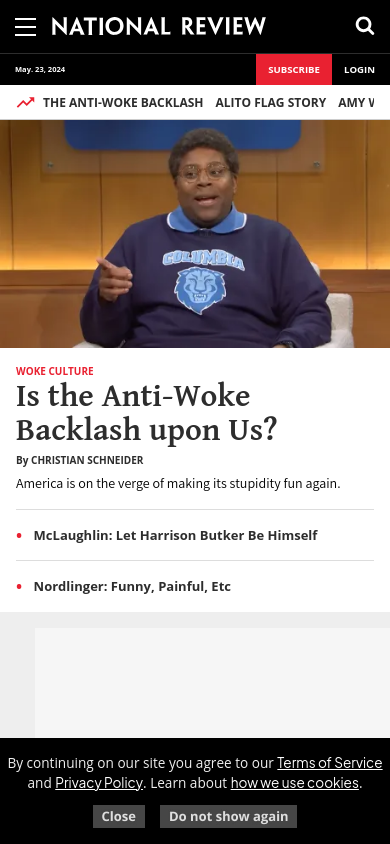 NATIONAL REVIEW
May. 23, 2024
SUBSCRIBE
LOGIN
THE ANTI-WOKE BACKLASH ALITO FLAG STORY AMY W
COLUMBIA
WOKE CULTURE
Is the Anti-Woke
Backlash upon Us?
By CHRISTIAN SCHNEIDER
America is on the verge of making its stupidity fun again.
McLaughlin: Let Harrison Butker Be Himself
Nordlinger: Funny, Painful, Etc
By continuing on our site you agree to our Terms of Service
and Privacy Policy. Learn about how we use cookies.
Close
Do not show again